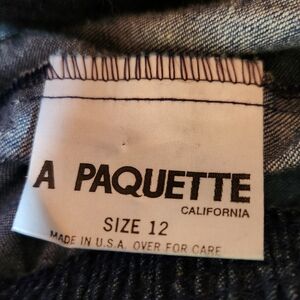 A PAQUETTE
CALIFORNIA
SIZE 12
MADE IN U.S.A. OVER FOR CARE